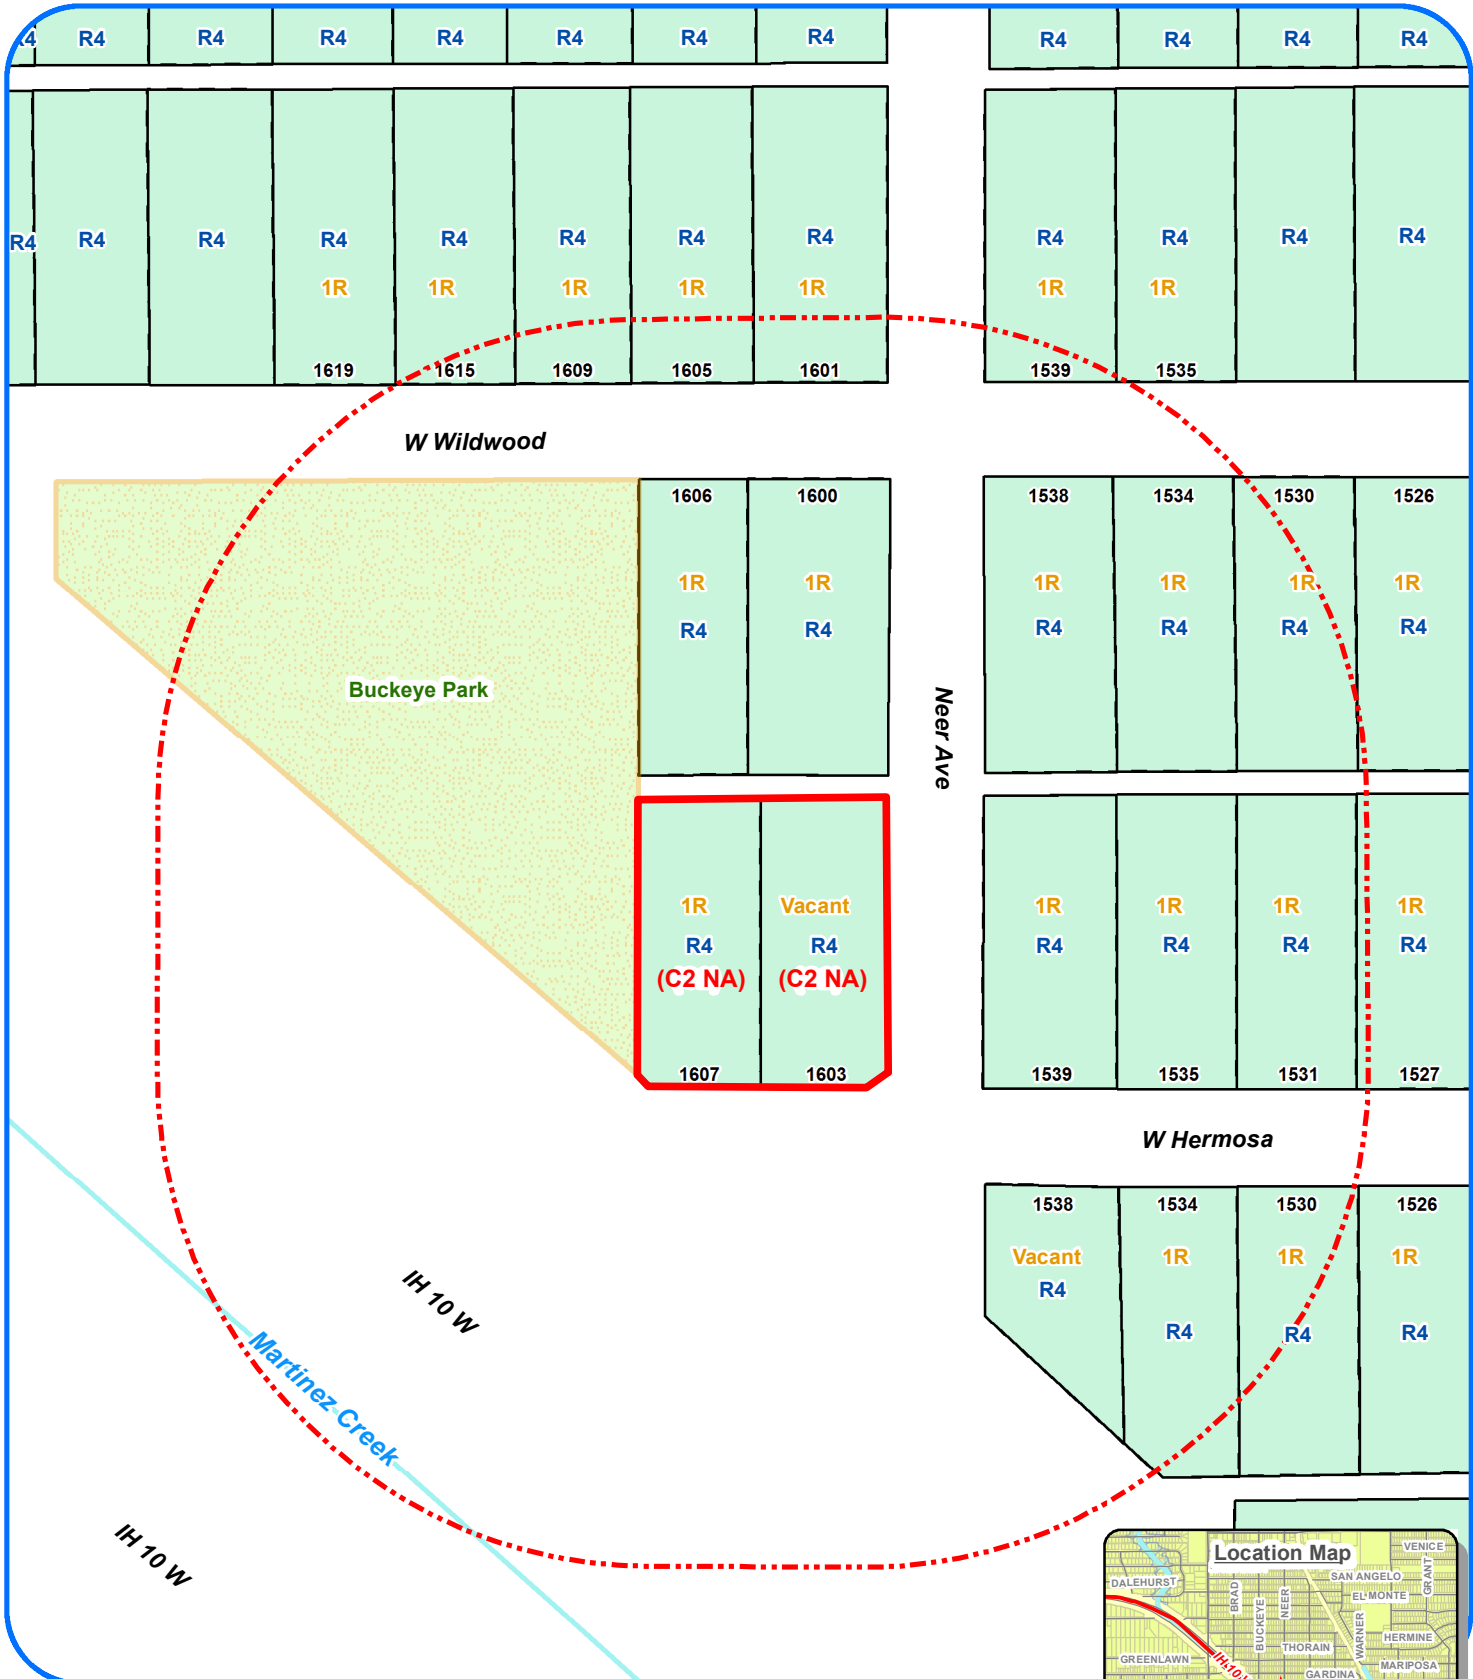 R4 R4 R4 R4 R4 R4 R4 R4 R4 R4 R4 R4
R4 R4 R4 R4 R4 R4 R4 R4 R4 R4 R4 R4
1R 1R 1R 1R 1R 1R 1R
1619 1615 1609 1605 1601 1539 1535
W Wildwood
1606 1600 1538 1534 1530 1526
1R 1R 1R 1R 1R 1R
R4 R4 R4 R4 R4 R4
Buckeye Park
Neer Ave
1R Vacant 1R 1R 1R 1R
R4 R4 R4 R4 R4 R4
(C2 NA) (C2 NA)
1607 1603 1539 1535 1531 1527
W Hermosa
1538 1534 1530 1526
Vacant 1R 1R 1R
R4
R4 R4 R4
IH 10 W
Martinez Creek
IH 10 W
Location Map
VENICE
SAN ANGELO
DALEHURST
GRANT
EL MONTE
BRAD
BUCKEYE
NEER
WARNER
HERMINE
THORAIN
GREENLAWN
MARIPOSA
GARDINA